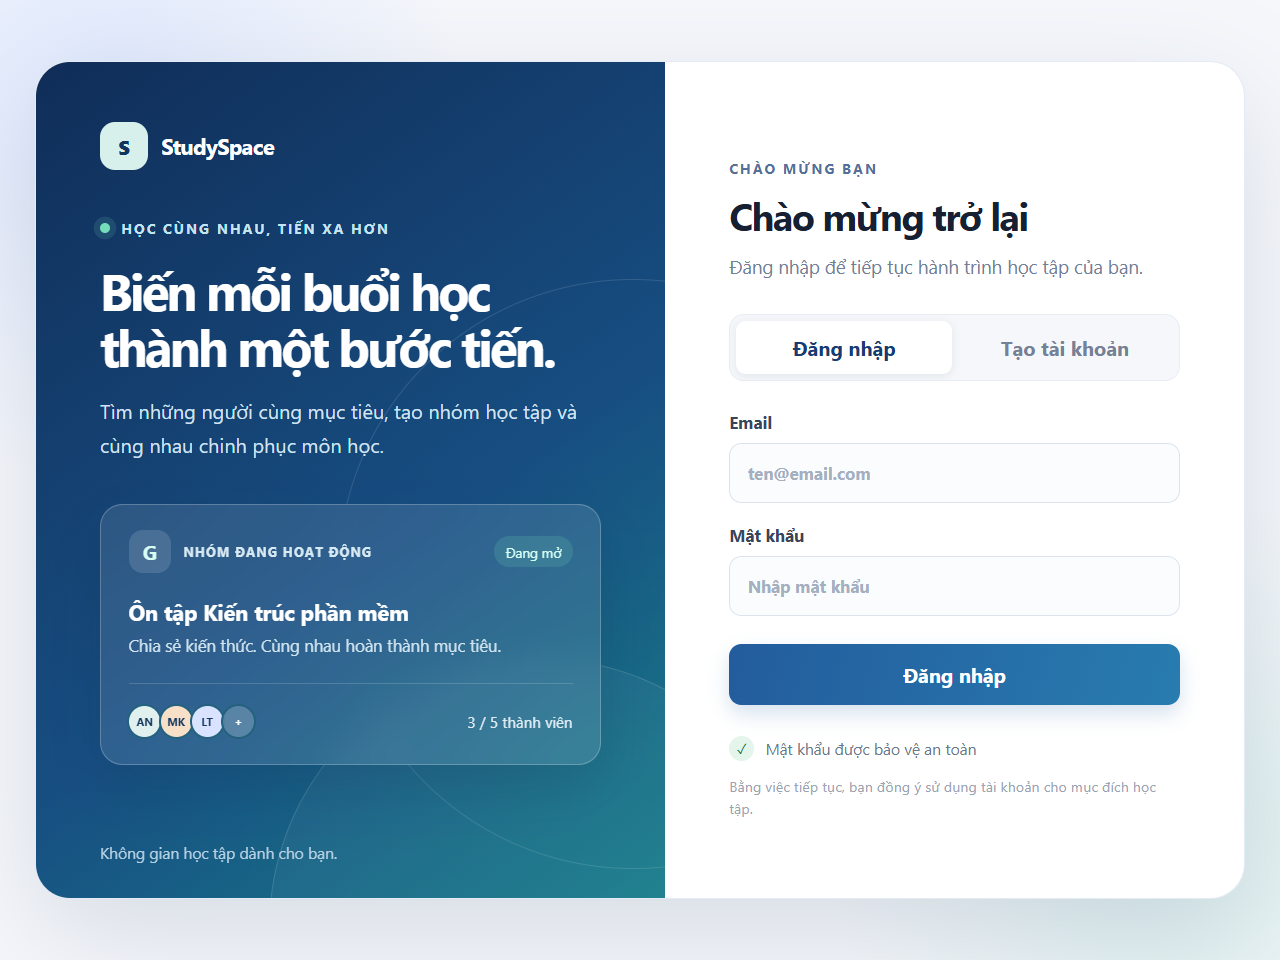 S
StudySpace
HỌC CÙNG NHAU, TIẾN XA HƠN
Biến mỗi buổi học
thành một bước tiến.
Tìm những người cùng mục tiêu, tạo nhóm học tập và
cùng nhau chinh phục môn học.
G
NHÓM ĐANG HOẠT ĐỘNG
Đang mở
Ôn tập Kiến trúc phần mềm
Chia sẻ kiến thức. Cùng nhau hoàn thành mục tiêu.
AN MK LT +
3 / 5 thành viên
Không gian học tập dành cho bạn.
CHÀO MỪNG BẠN
Chào mừng trở lại
Đăng nhập để tiếp tục hành trình học tập của bạn.
Đăng nhập
Tạo tài khoản
Email
ten@email.com
Mật khẩu
Nhập mật khẩu
Đăng nhập
✓ Mật khẩu được bảo vệ an toàn
Bằng việc tiếp tục, bạn đồng ý sử dụng tài khoản cho mục đích học
tập.